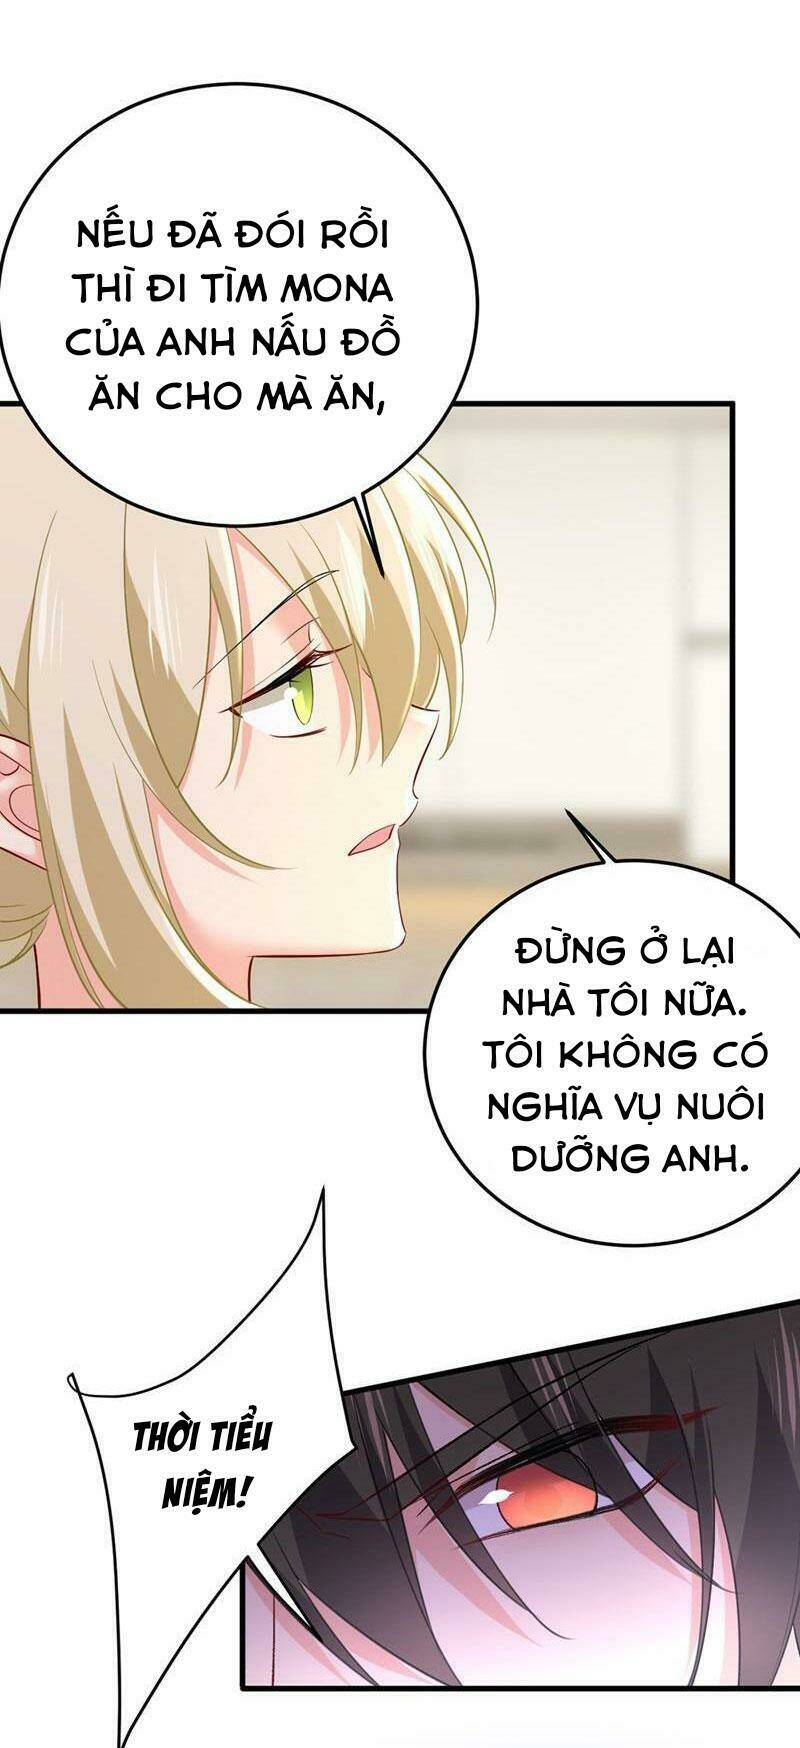 NẾU ĐÃ ĐÓI RỒI
THÌ ĐI TÌM MONA
CỦA ANH NẤU ĐỒ
ĂN CHO MÀ ĂN,
ĐỪNG Ở LẠI
NHÀ TÔI NỮA.
TÔI KHÔNG CÓ
NGHĨA VỤ NUÔI
DƯỠNG ANH.
THỜI TIỂU
NIỆM!